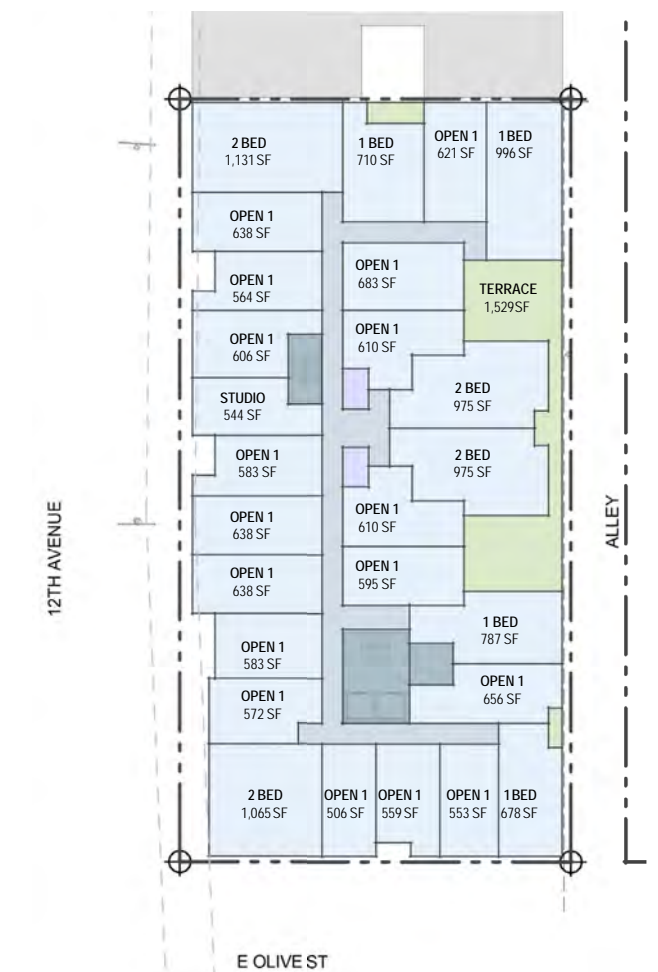 2 BED
1,131 SF
1 BED
710 SF
OPEN 1
621 SF
1 BED
996 SF
OPEN 1
638 SF
OPEN 1
564 SF
OPEN 1
683 SF
TERRACE
1,529 SF
OPEN 1
606 SF
OPEN 1
610 SF
STUDIO
544 SF
2 BED
975 SF
OPEN 1
583 SF
2 BED
975 SF
OPEN 1
638 SF
OPEN 1
610 SF
OPEN 1
638 SF
OPEN 1
595 SF
OPEN 1
583 SF
1 BED
787 SF
OPEN 1
572 SF
OPEN 1
656 SF
2 BED
1,065 SF
OPEN 1
506 SF
OPEN 1
559 SF
OPEN 1
553 SF
1 BED
678 SF
12TH AVENUE
ALLEY
E OLIVE ST